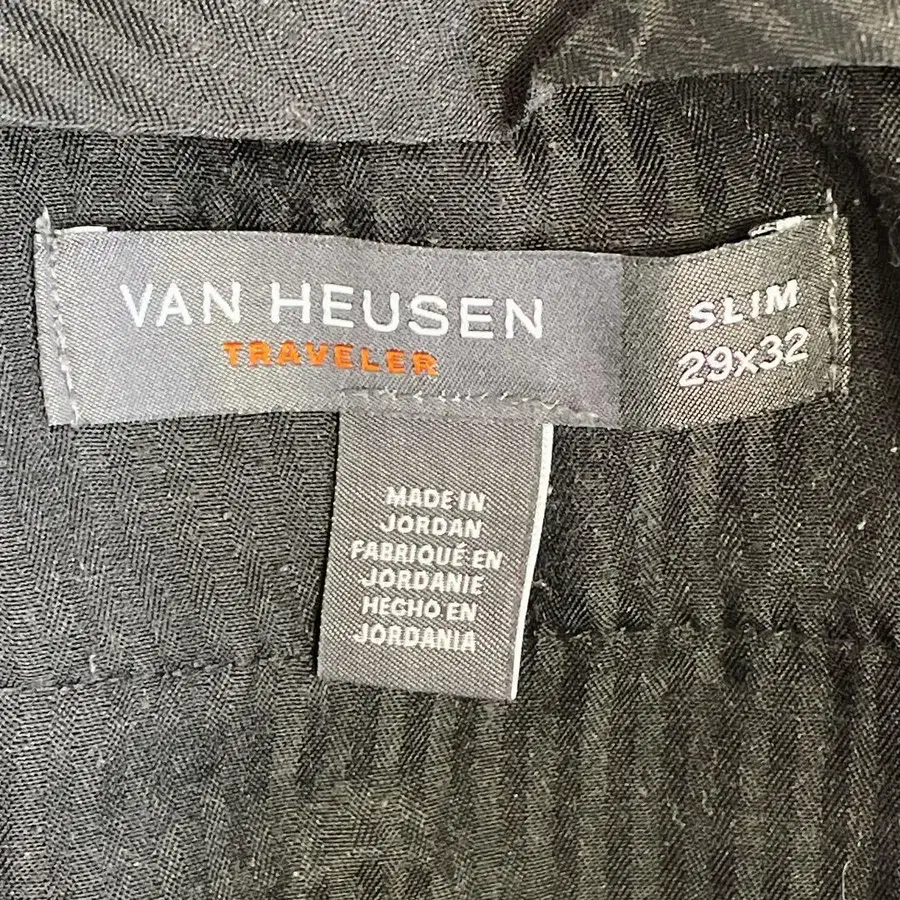 VAN HEUSEN
TRAVELER
SLIM
29x32
MADE IN
JORDAN
FABRIQUÉ EN
JORDANIE
HECHO EN
JORDANIA